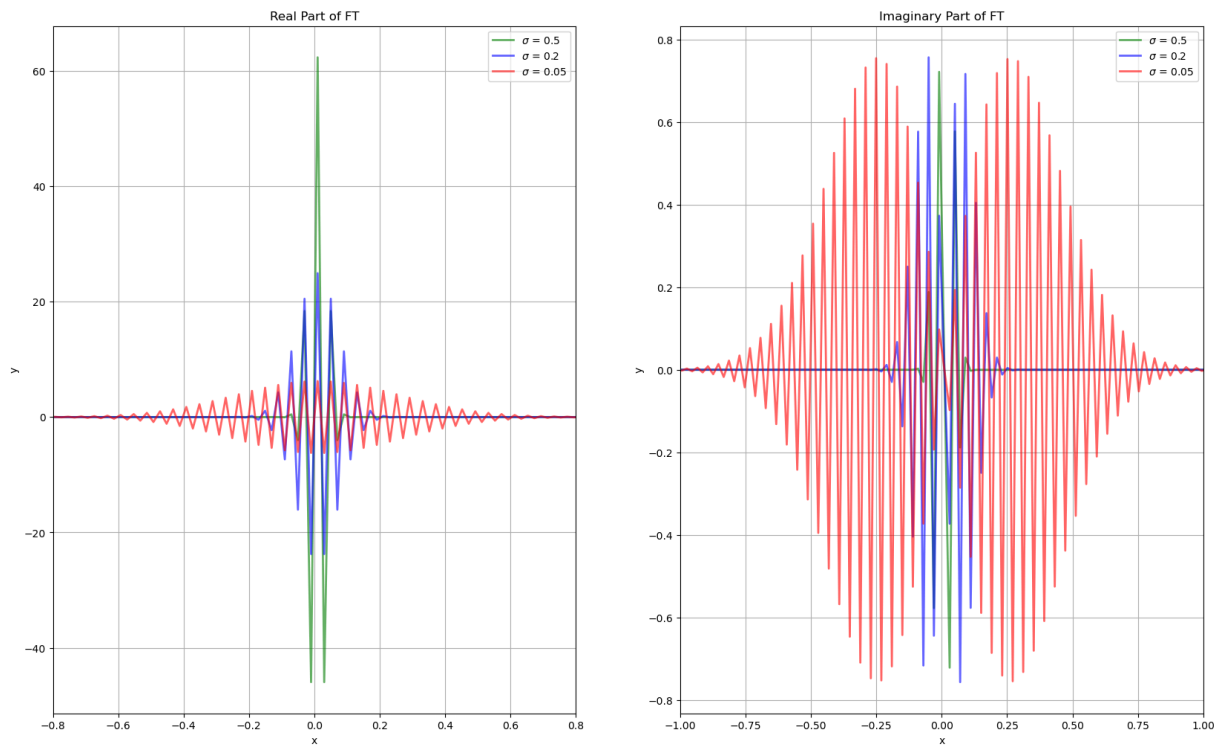 Real Part of FT
σ = 0.5
σ = 0.2
σ = 0.05
60
40
20
0
−20
−40
y
−0.8 −0.6 −0.4 −0.2 0.0 0.2 0.4 0.6 0.8
x
Imaginary Part of FT
σ = 0.5
σ = 0.2
σ = 0.05
0.8
0.6
0.4
0.2
0.0
−0.2
−0.4
−0.6
−0.8
y
−1.00 −0.75 −0.50 −0.25 0.00 0.25 0.50 0.75 1.00
x